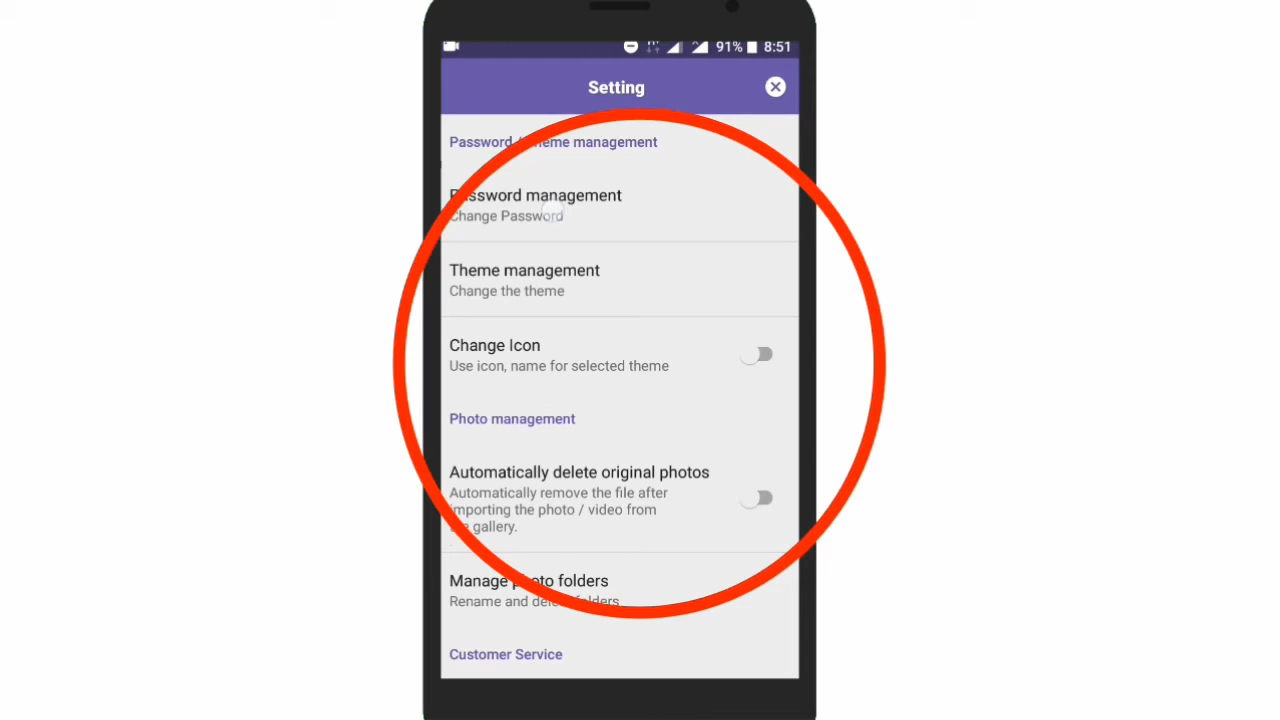 91% 8:51
Setting
Password / Theme management
Password management
Change Password
Theme management
Change the theme
Change Icon
Use icon, name for selected theme
Photo management
Automatically delete original photos
Automatically remove the file after
importing the photo / video from
the gallery.
Manage photo folders
Rename and delete folders
Customer Service